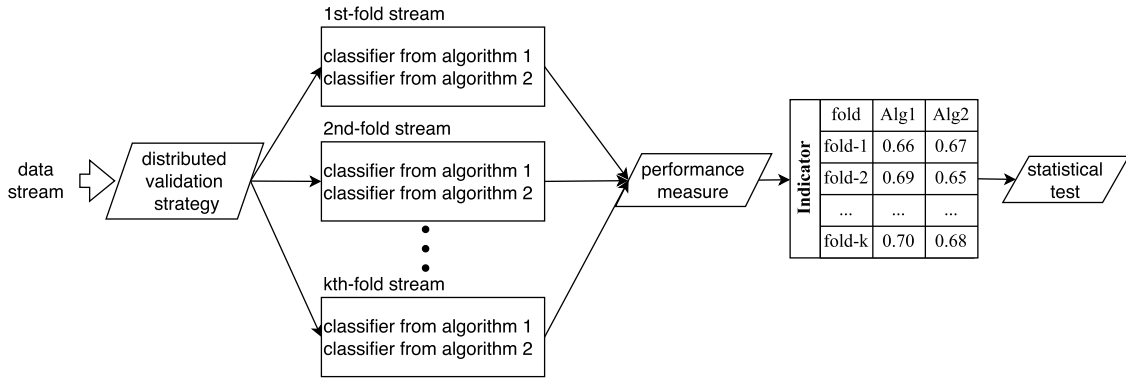 data
stream
distributed
validation
strategy
1st-fold stream
classifier from algorithm 1
classifier from algorithm 2
2nd-fold stream
classifier from algorithm 1
classifier from algorithm 2
kth-fold stream
classifier from algorithm 1
classifier from algorithm 2
performance
measure
Indicator
fold Alg1 Alg2
fold-1 0.66 0.67
fold-2 0.69 0.65
... ... ...
fold-k 0.70 0.68
statistical
test